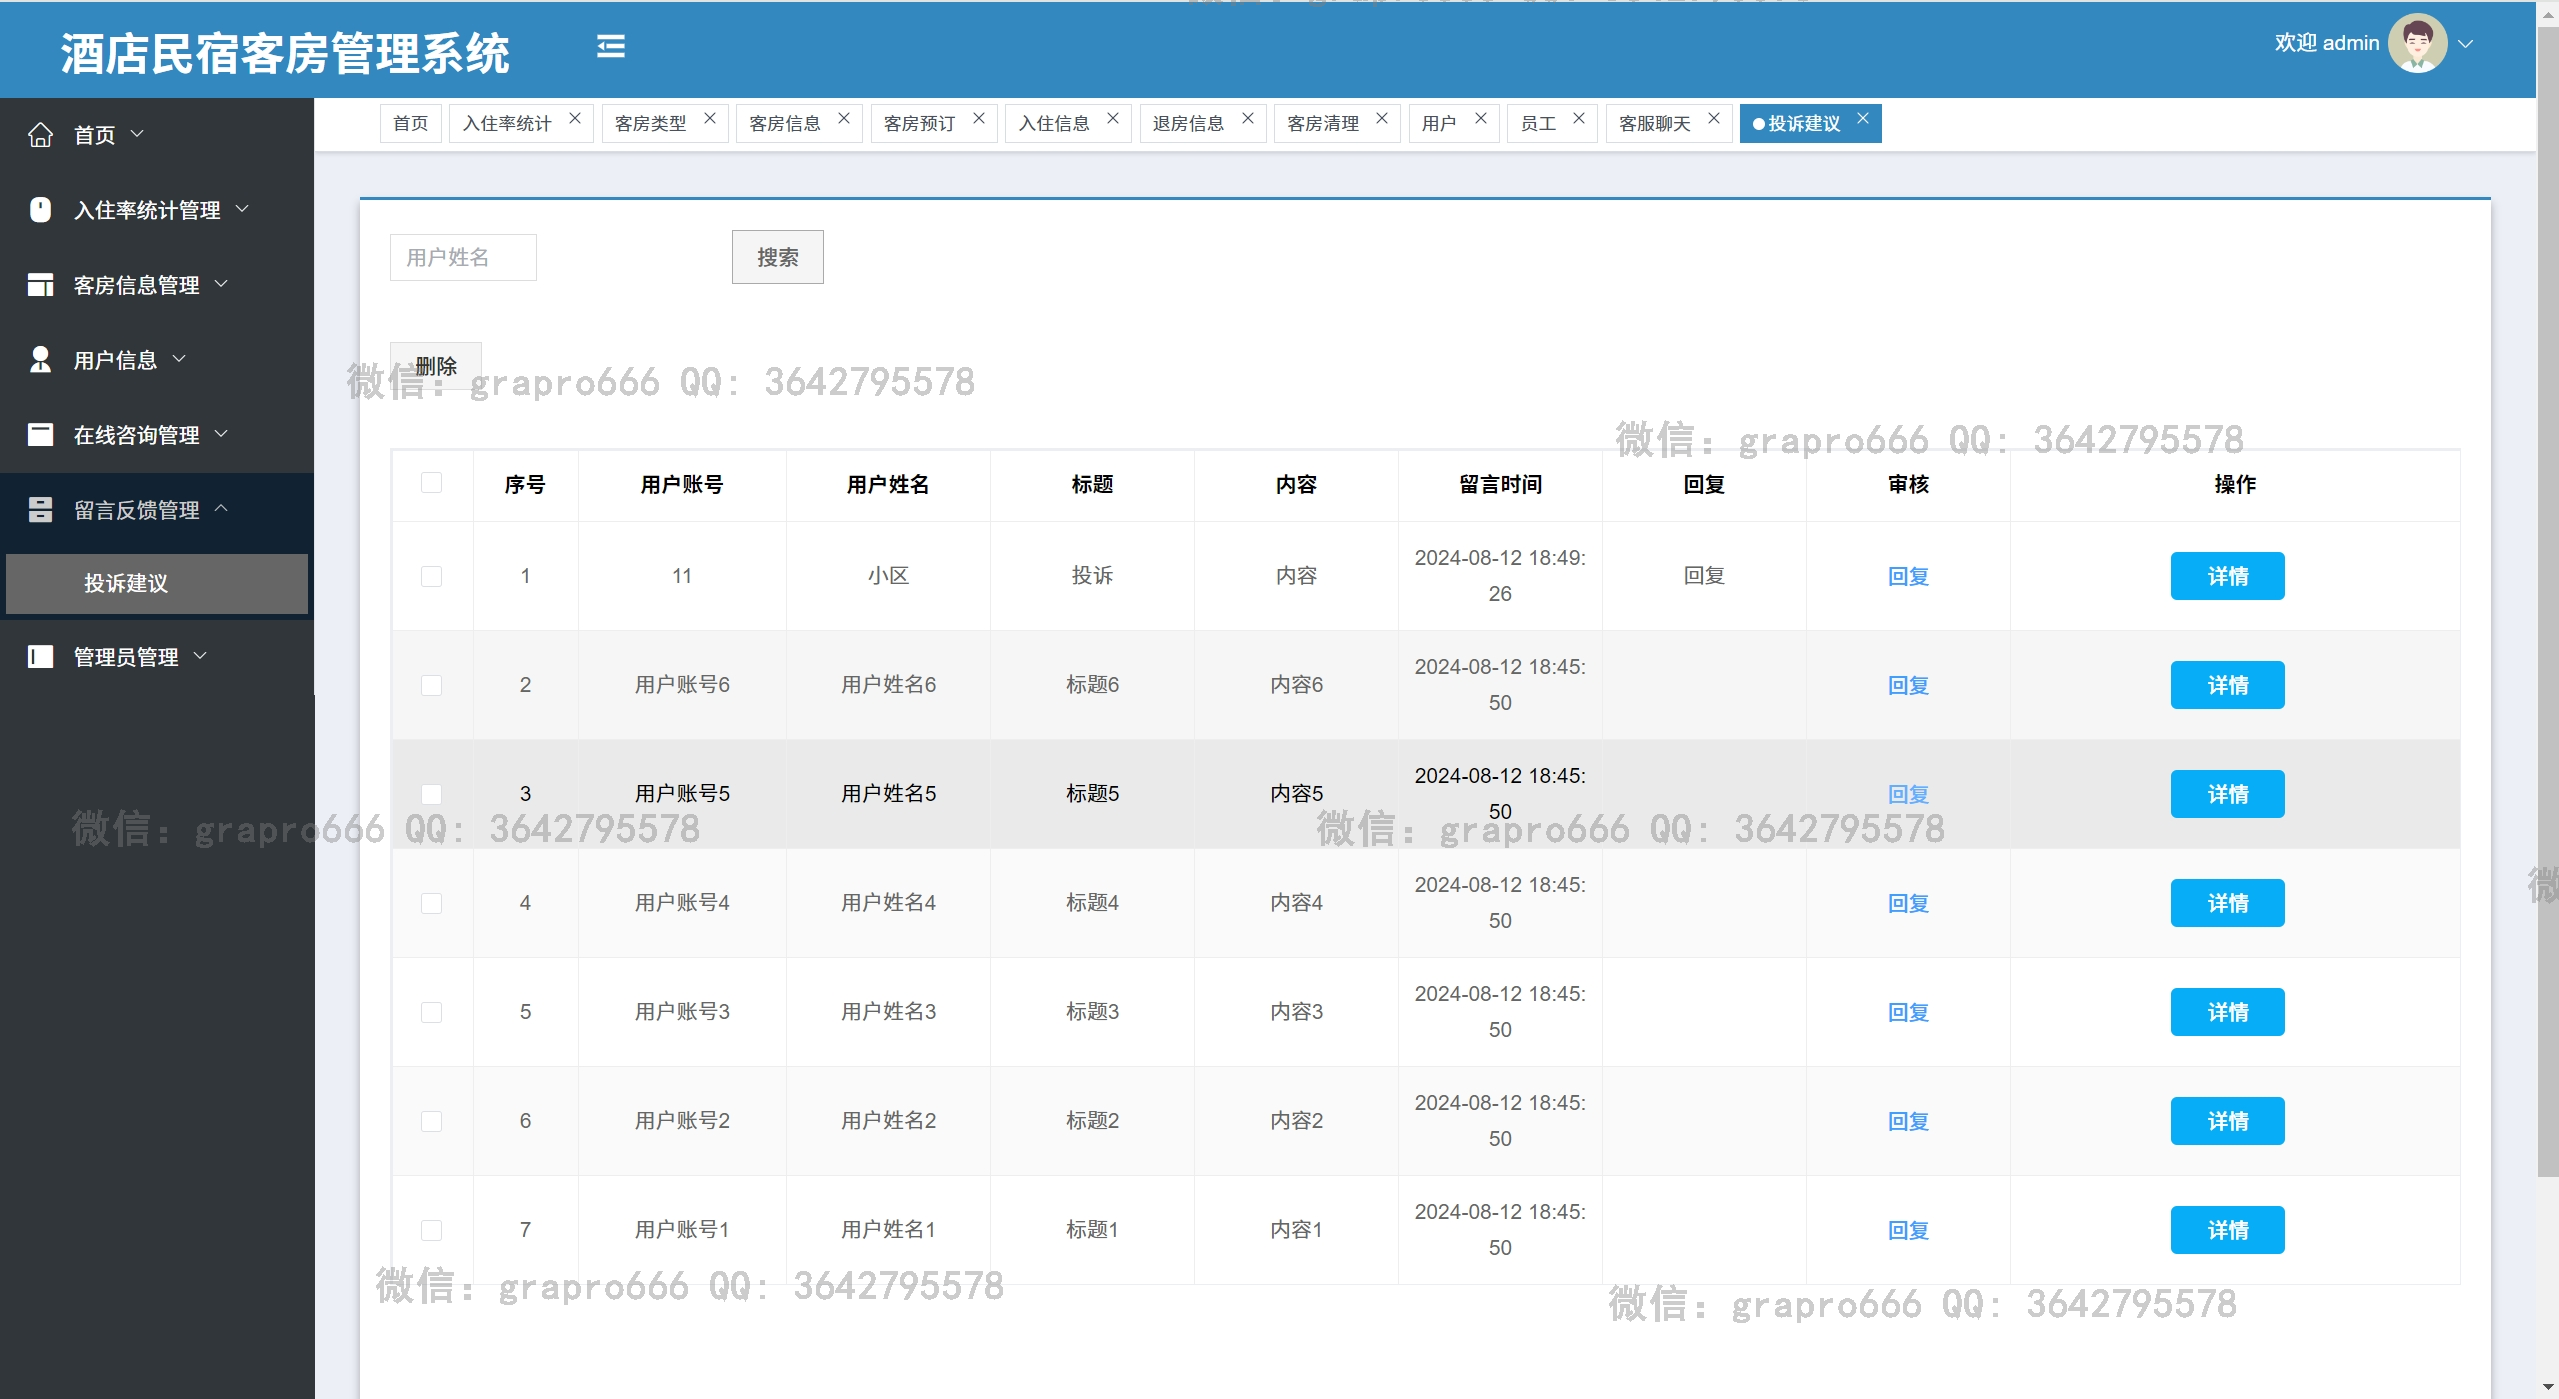 酒店民宿客房管理系统
欢迎 admin
首页 入住率统计 客房类型 客房信息 客房预订 入住信息 退房信息 客房清理 用户 员工 客服聊天 投诉建议
首页
入住率统计管理
客房信息管理
用户信息
在线咨询管理
留言反馈管理
投诉建议
管理员管理
用户姓名 搜索
删除
微信: grapro666 QQ: 3642795578
微信: grapro666 QQ: 3642795578
序号 用户账号 用户姓名 标题 内容 留言时间 回复 审核 操作
1 11 小区 投诉 内容 2024-08-12 18:49:26 回复 回复 详情
2 用户账号6 用户姓名6 标题6 内容6 2024-08-12 18:45:50 回复 详情
3 用户账号5 用户姓名5 标题5 内容5 2024-08-12 18:45:50 回复 详情
微信: grapro666 QQ: 3642795578
微信: grapro666 QQ: 3642795578
4 用户账号4 用户姓名4 标题4 内容4 2024-08-12 18:45:50 回复 详情
5 用户账号3 用户姓名3 标题3 内容3 2024-08-12 18:45:50 回复 详情
6 用户账号2 用户姓名2 标题2 内容2 2024-08-12 18:45:50 回复 详情
7 用户账号1 用户姓名1 标题1 内容1 2024-08-12 18:45:50 回复 详情
微信: grapro666 QQ: 3642795578
微信: grapro666 QQ: 3642795578